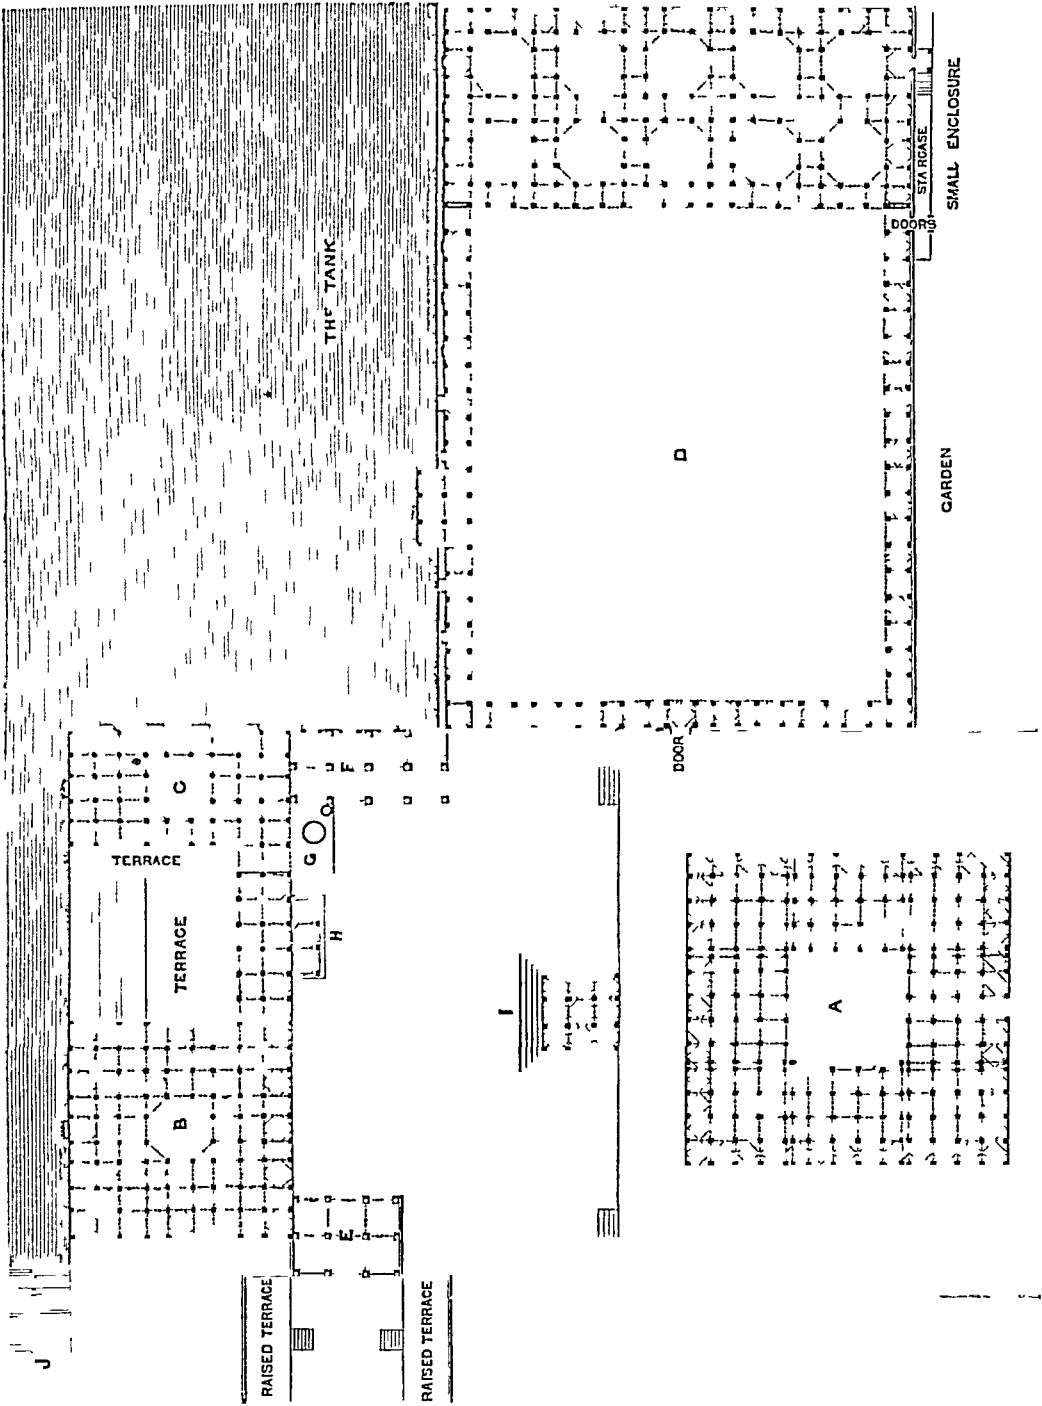 THE TANK
STAIRCASE
SMALL ENCLOSURE
DOORS
D
GARDEN
DOOR
F
C
TERRACE
G
TERRACE
H
I
A
B
E
RAISED TERRACE
RAISED TERRACE
J